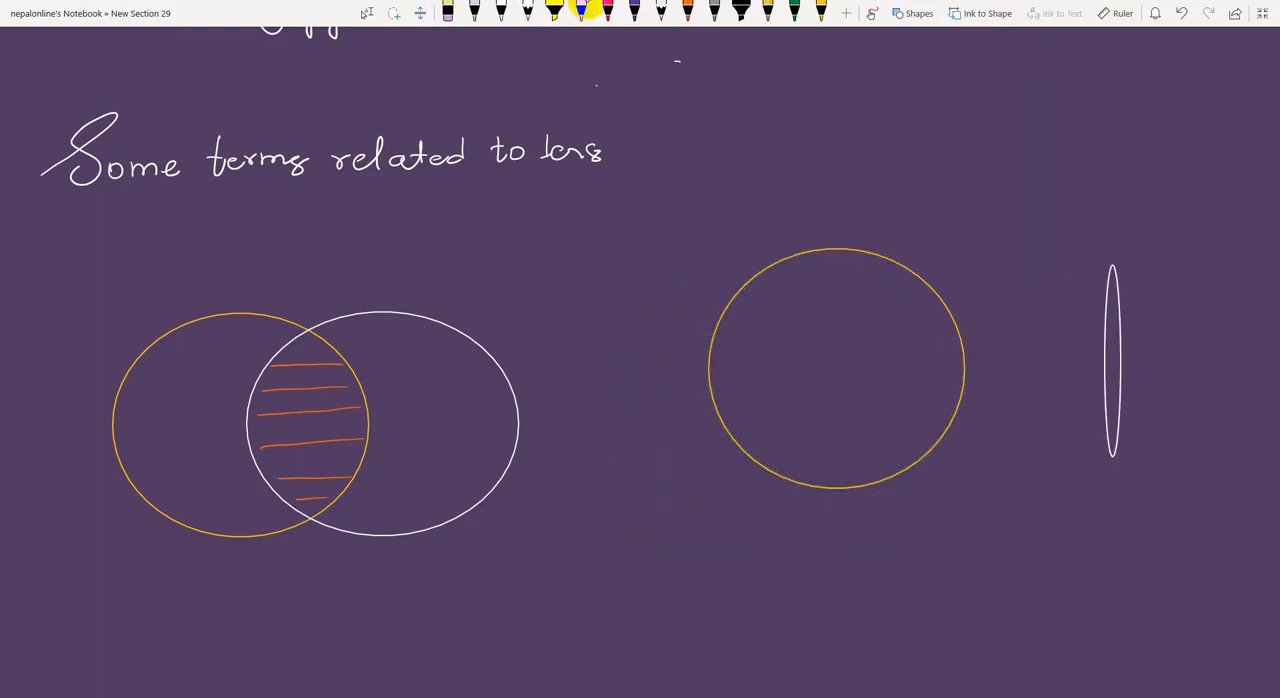 nepalonline's Notebook » New Section 29
Shapes
Ink to Shape
Ink to Text
Ruler
Some terms related to lens